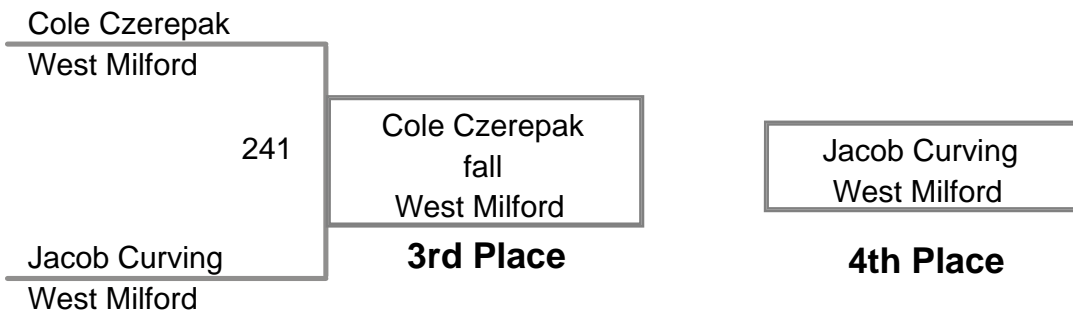 Cole Czerepak
West Milford
241
Jacob Curving
West Milford
Cole Czerepak
fall
West Milford
3rd Place
Jacob Curving
West Milford
4th Place